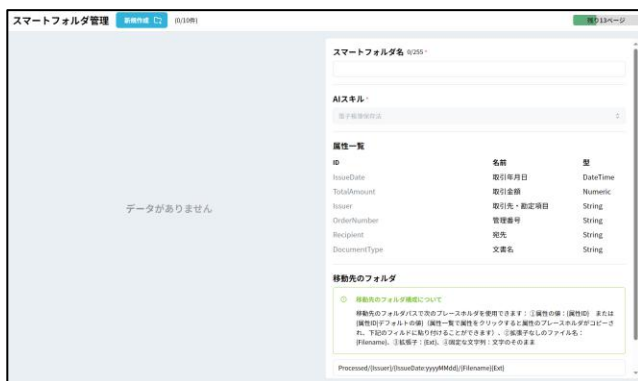 スマートフォルダ管理 新規作成 (0/10件) 残り13ページ
スマートフォルダ名 0/255 *
AIスキル *
電子帳簿保存法
属性一覧
ID 名前 型
IssueDate 取引年月日 DateTime
TotalAmount 取引金額 Numeric
Issuer 取引先・勘定項目 String
OrderNumber 管理番号 String
Recipient 宛先 String
DocumentType 文書名 String
データがありません
移動先のフォルダ
移動先のフォルダ構成について
移動先のフォルダパスで次のプレースホルダを使用できます：①属性の値：{属性ID} または
{属性ID|デフォルトの値}（属性一覧で属性をクリックすると属性のプレースホルダがコピーさ
れ、下記のフィールドに貼り付けることができます）、②拡張子なしのファイル名：
{Filename}、③拡張子：{Ext}、④固定な文字列：文字のそのまま
Processed/{Issuer}/{IssueDate:yyyyMMdd}/{Filename}{Ext}